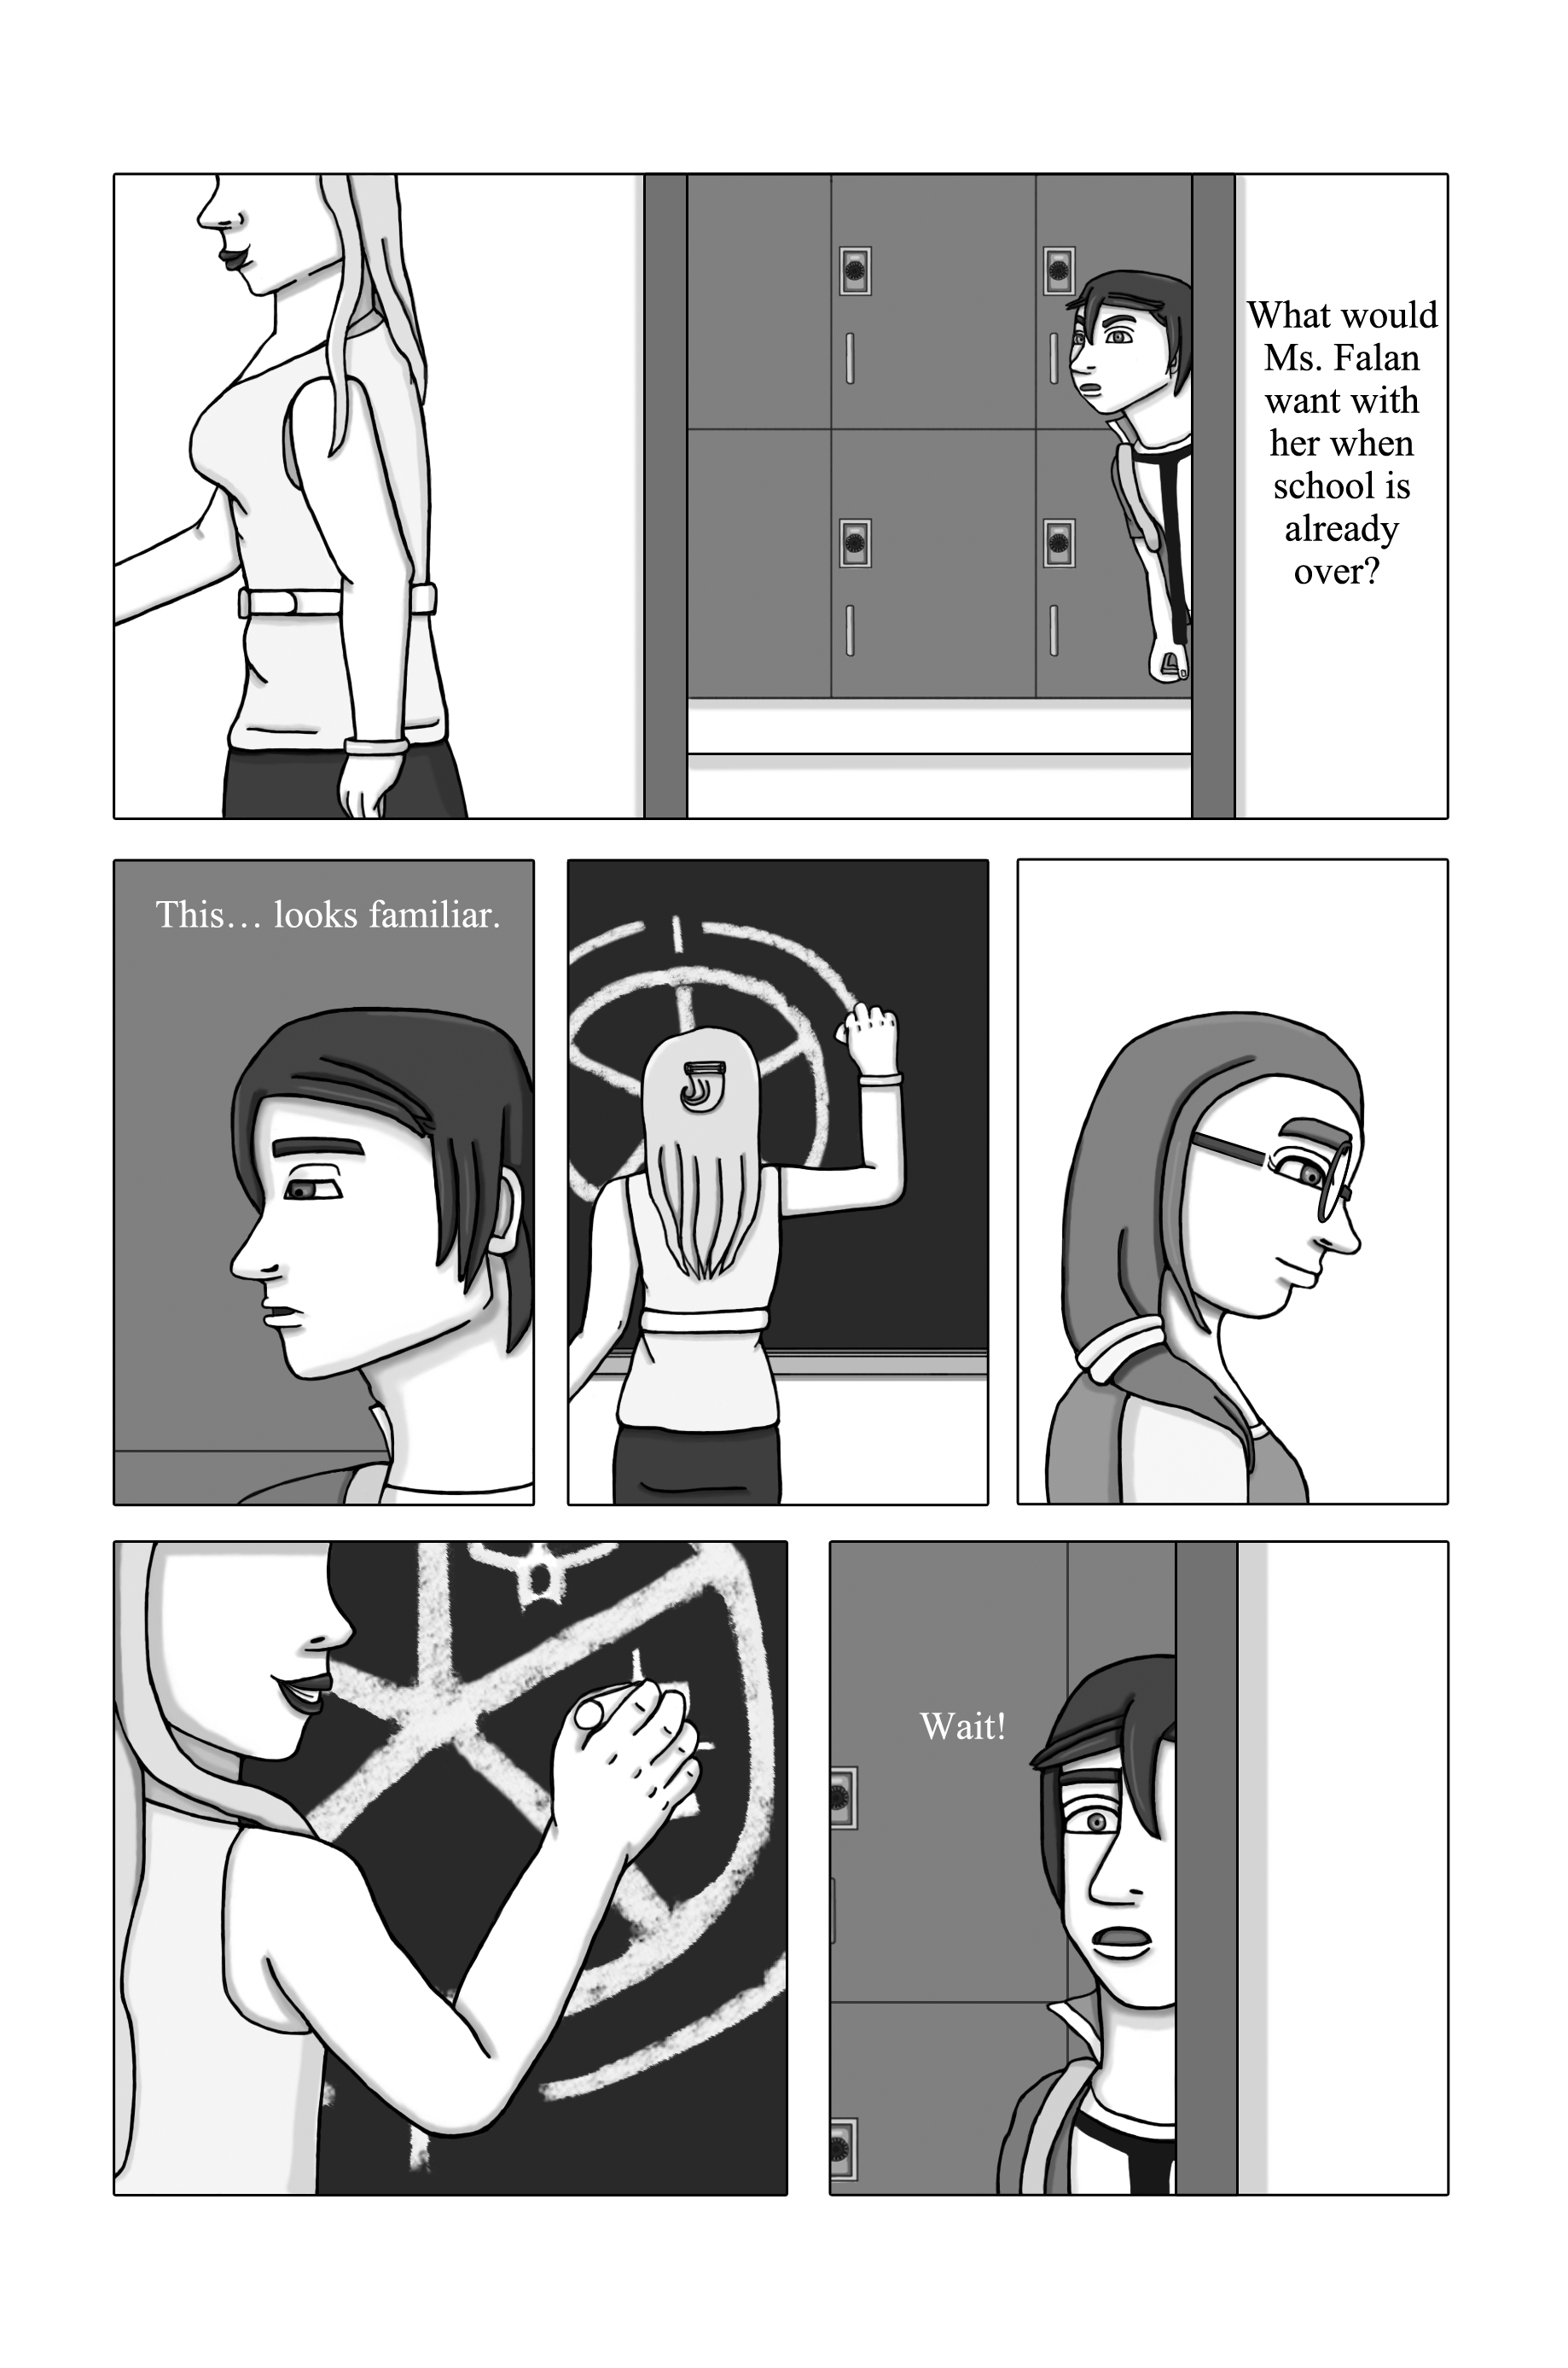 What would
Ms. Falan
want with
her when
school is
already
over?
This… looks familiar.
Wait!